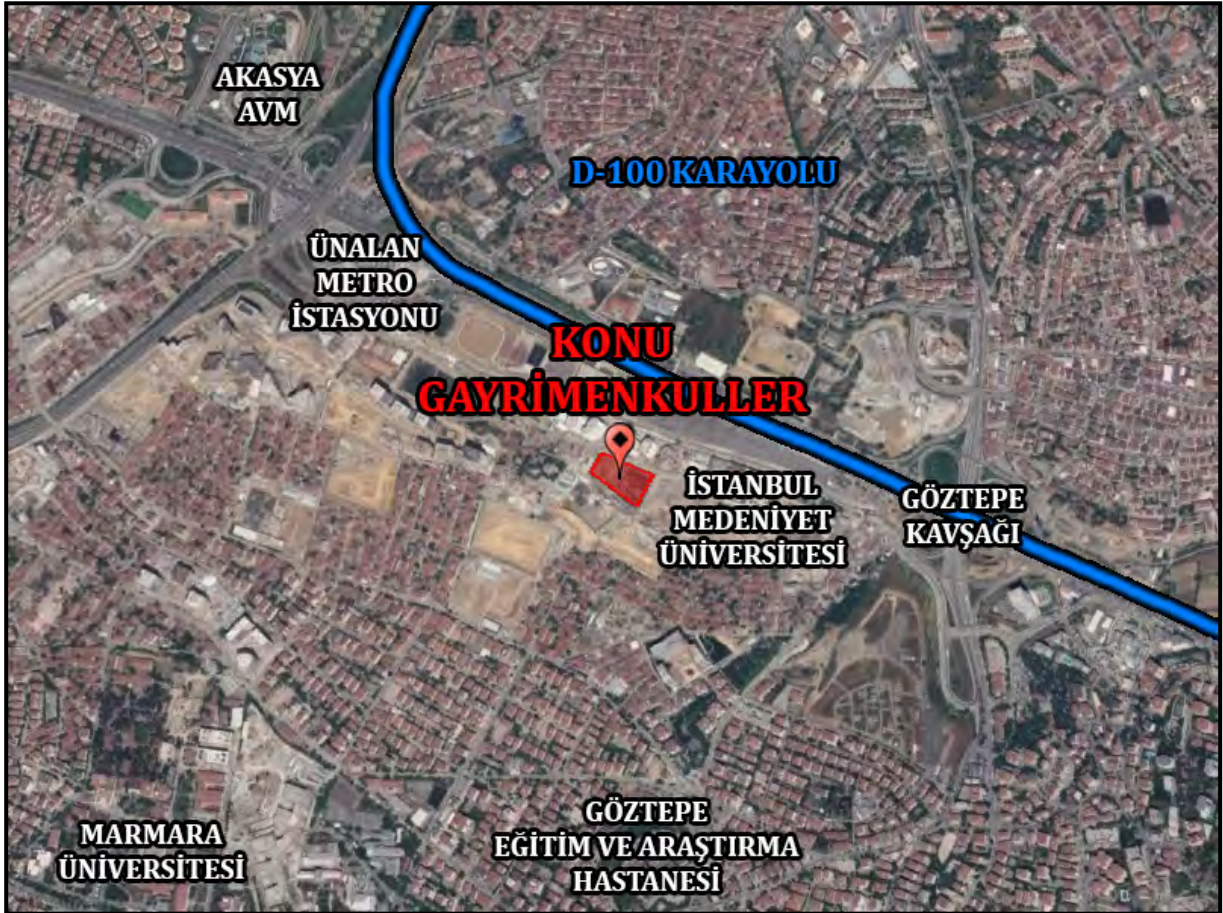 AKASYA
AVM
D-100 KARAYOLU
ÜNALAN
METRO
İSTASYONU
KONU
GAYRİMENKULLER
İSTANBUL
MEDENİYET
ÜNİVERSİTESİ
GÖZTEPE
KAVŞAĞI
MARMARA
ÜNİVERSİTESİ
GÖZTEPE
EĞİTİM VE ARAŞTIRMA
HASTANESİ